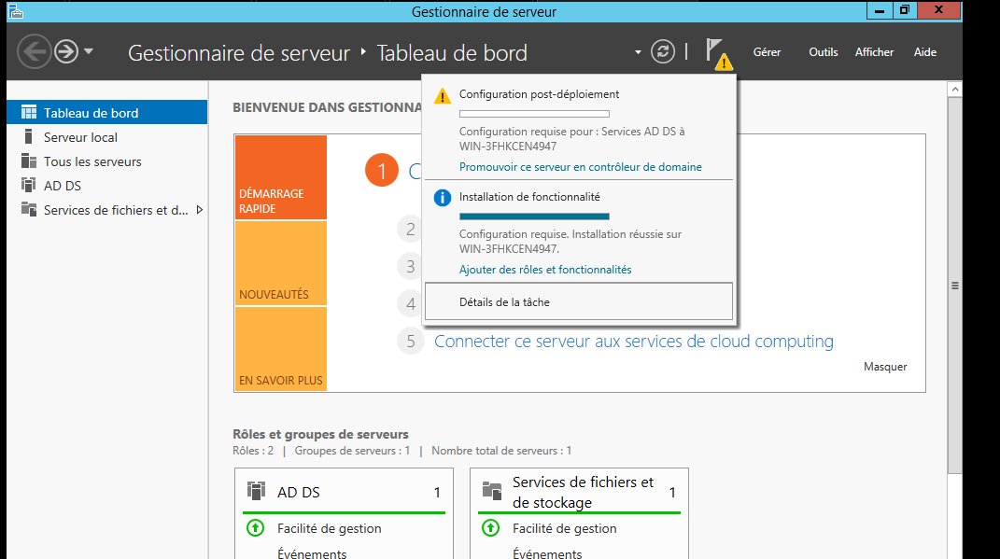 Gestionnaire de serveur
Gestionnaire de serveur ‣ Tableau de bord
Gérer
Outils
Afficher
Aide
Tableau de bord
Serveur local
Tous les serveurs
AD DS
Services de fichiers et d...
BIENVENUE DANS GESTIONNA
DÉMARRAGE
RAPIDE
NOUVEAUTÉS
EN SAVOIR PLUS
1
2
3
4
5 Connecter ce serveur aux services de cloud computing
Masquer
Configuration post-déploiement
Configuration requise pour : Services AD DS à
WIN-3FHKCEN4947
Promouvoir ce serveur en contrôleur de domaine
Installation de fonctionnalité
Configuration requise. Installation réussie sur
WIN-3FHKCEN4947.
Ajouter des rôles et fonctionnalités
Détails de la tâche
Rôles et groupes de serveurs
Rôles : 2 | Groupes de serveurs : 1 | Nombre total de serveurs : 1
AD DS 1
Facilité de gestion
Événements
Services de fichiers et
de stockage 1
Facilité de gestion
Événements